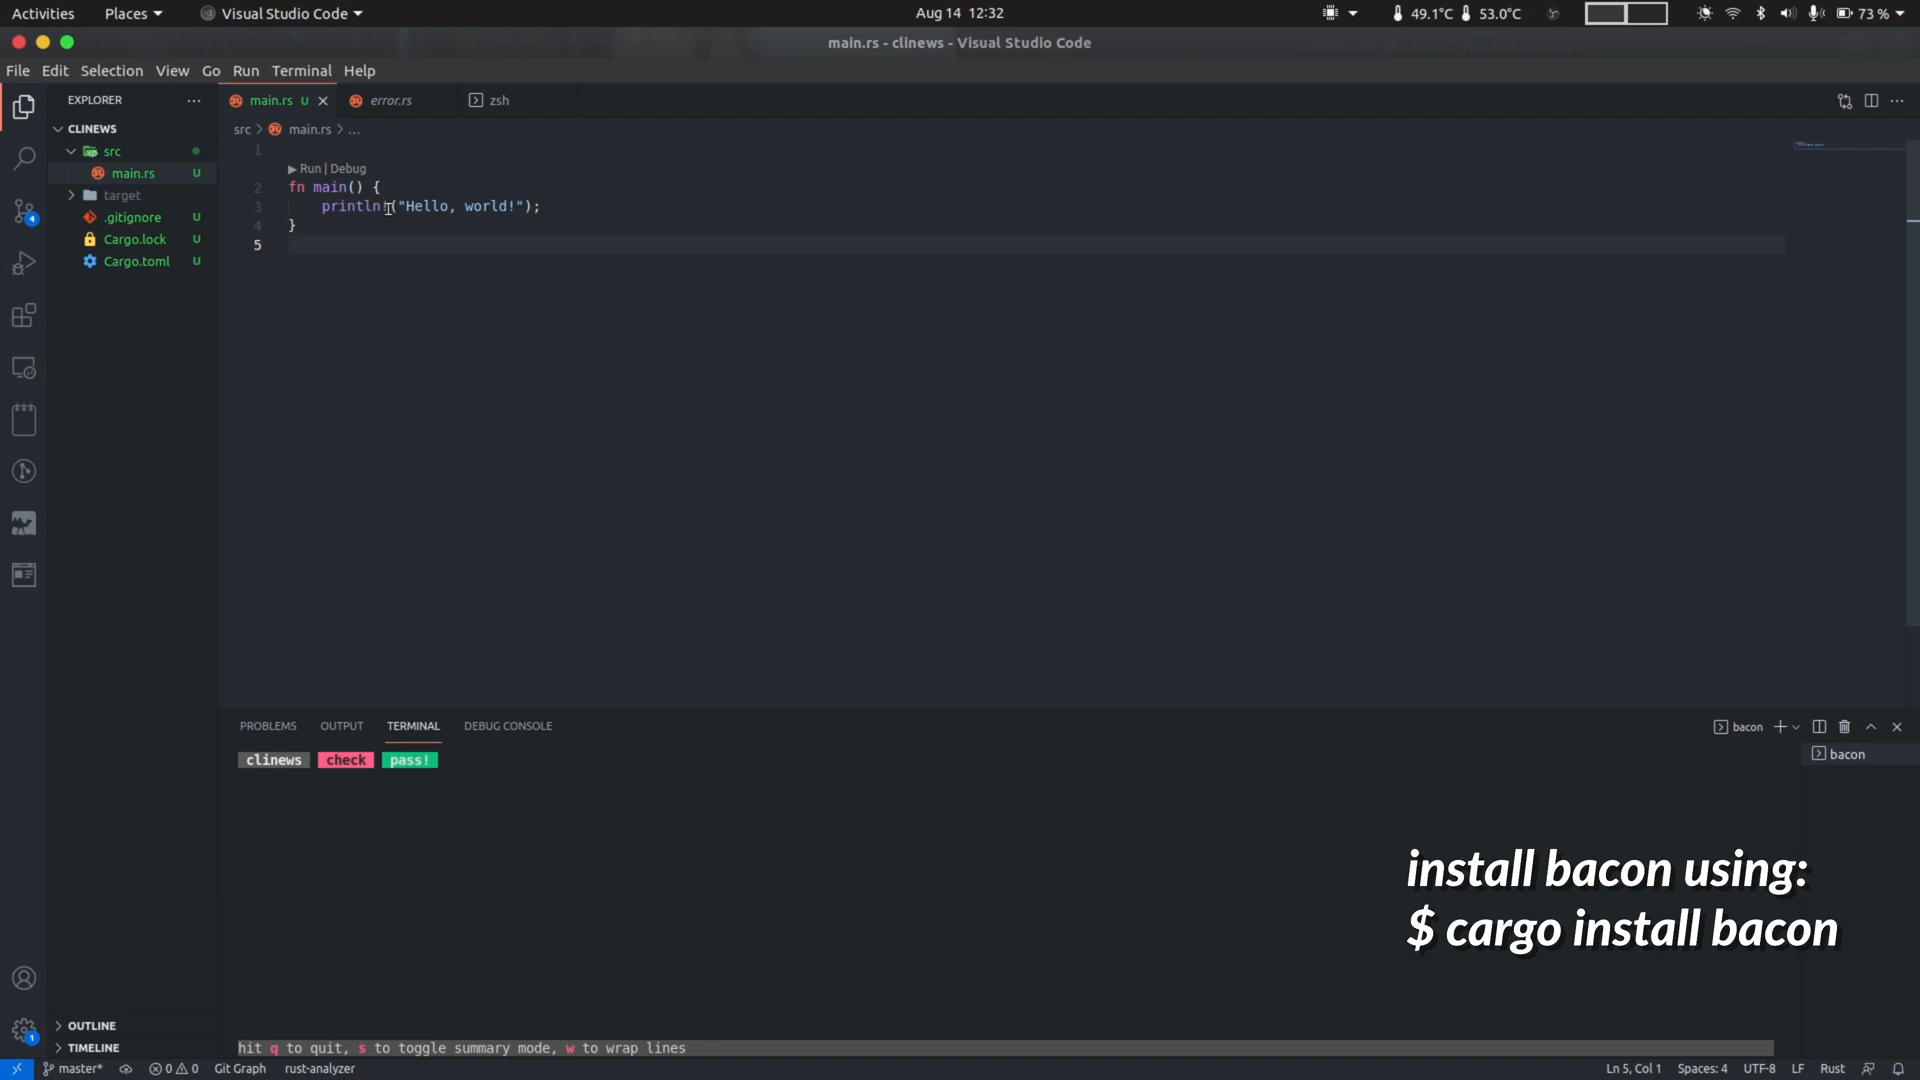 Activities Places Visual Studio Code Aug 14 12:32 49.1°C 53.0°C 73 %
main.rs - clinews - Visual Studio Code
File Edit Selection View Go Run Terminal Help
EXPLORER
main.rs U error.rs zsh
CLINEWS
src
main.rs U
target
.gitignore U
Cargo.lock U
Cargo.toml U
src > main.rs > ...
1
Run | Debug
2 fn main() {
3 println!("Hello, world!");
4 }
5
PROBLEMS OUTPUT TERMINAL DEBUG CONSOLE bacon
clinews check pass! bacon
install bacon using:
$ cargo install bacon
hit q to quit, s to toggle summary mode, w to wrap lines
4
1
OUTLINE
TIMELINE
master* 0 0 Git Graph rust-analyzer Ln 5, Col 1 Spaces: 4 UTF-8 LF Rust